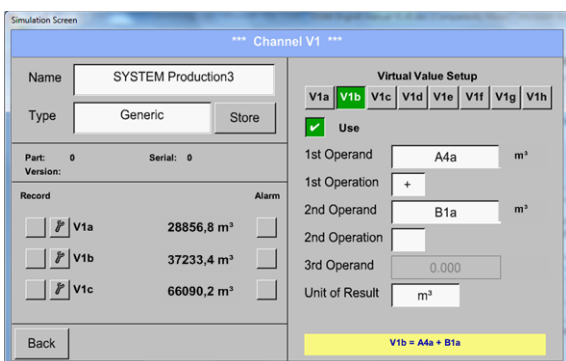 Simulation Screen
*** Channel V1 ***
Name SYSTEM Production3
Type Generic Store
Part: 0 Serial: 0
Version:
Record Alarm
V1a 28856,8 m³
V1b 37233,4 m³
V1c 66090,2 m³
Back
Virtual Value Setup
V1a V1b V1c V1d V1e V1f V1g V1h
Use
1st Operand A4a m³
1st Operation +
2nd Operand B1a m³
2nd Operation
3rd Operand 0.000
Unit of Result m³
V1b = A4a + B1a